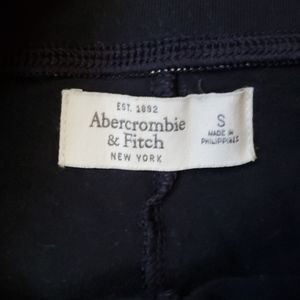 EST. 1892
Abercrombie
& Fitch
NEW YORK
S
MADE IN
PHILIPPINES